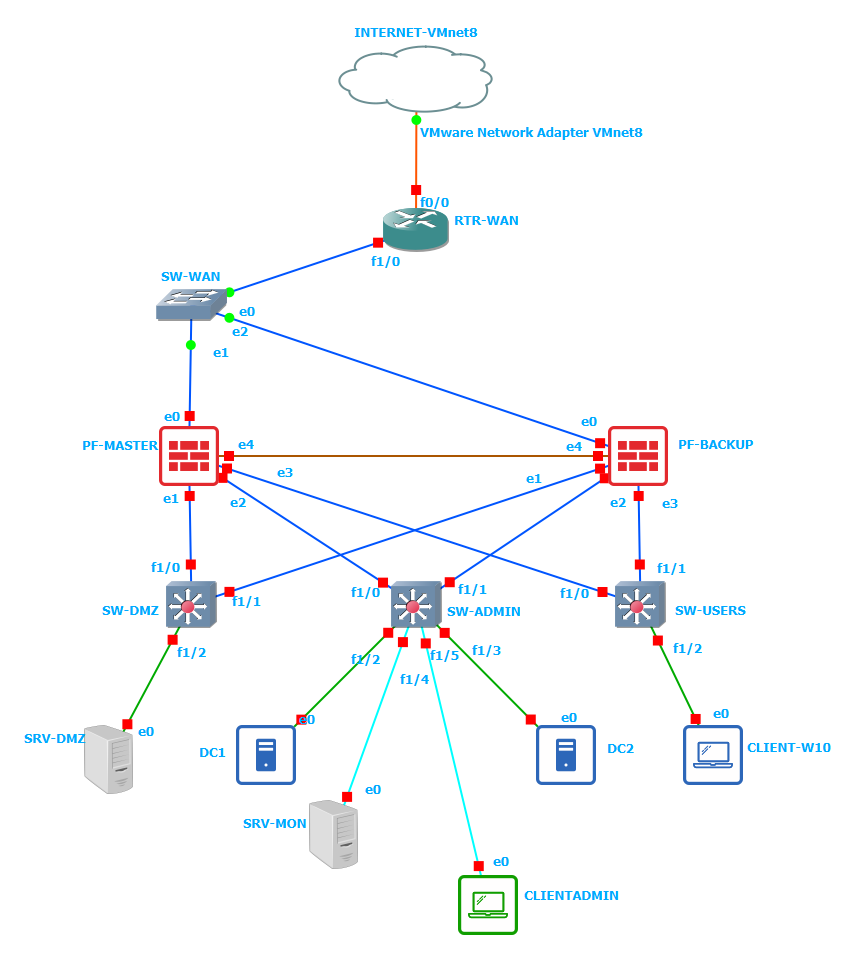 INTERNET-VMnet8
VMware Network Adapter VMnet8
f0/0
RTR-WAN
f1/0
SW-WAN
e0
e2
e1
e0
e0
PF-MASTER
e4
e4
PF-BACKUP
e3
e1
e1
e2
e2
e3
f1/0
f1/1
f1/0
f1/1
f1/0
f1/1
SW-DMZ
SW-ADMIN
SW-USERS
f1/2
f1/2
f1/5
f1/3
f1/2
f1/4
SRV-DMZ
e0
e0
e0
e0
DC1
DC2
CLIENT-W10
e0
SRV-MON
e0
CLIENTADMIN